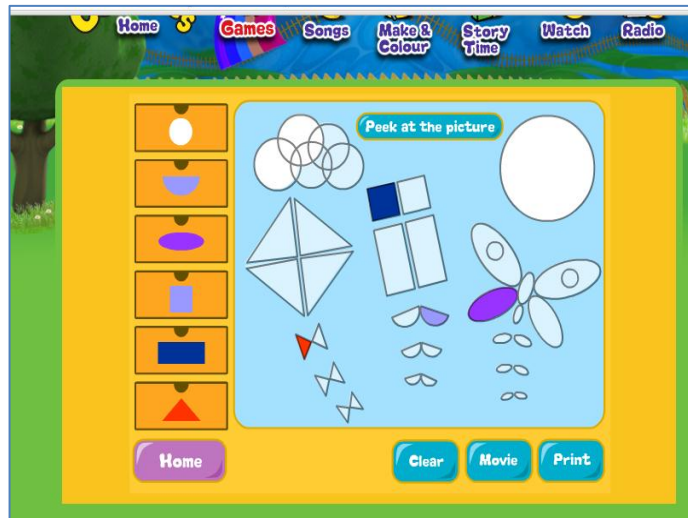 Home
Games
Songs
Make &
Colour
Story
Time
Watch
Radio
Peek at the picture
Home
Clear
Movie
Print